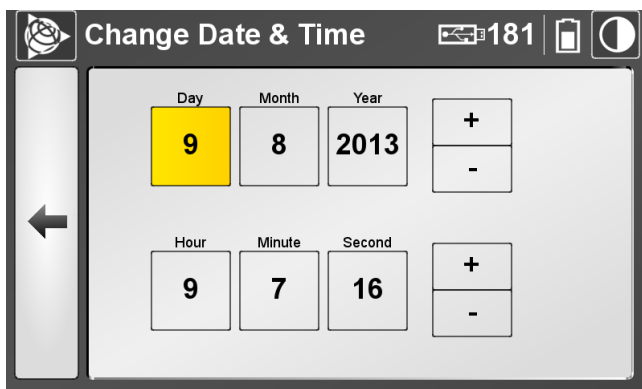 Change Date & Time 181
Day Month Year
9 8 2013
+
-
Hour Minute Second
9 7 16
+
-